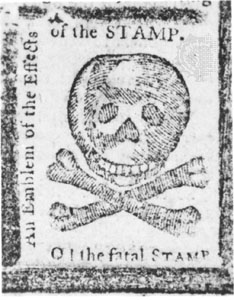 An Emblem of the Effects
of the STAMP.
O! the fatal STAMP